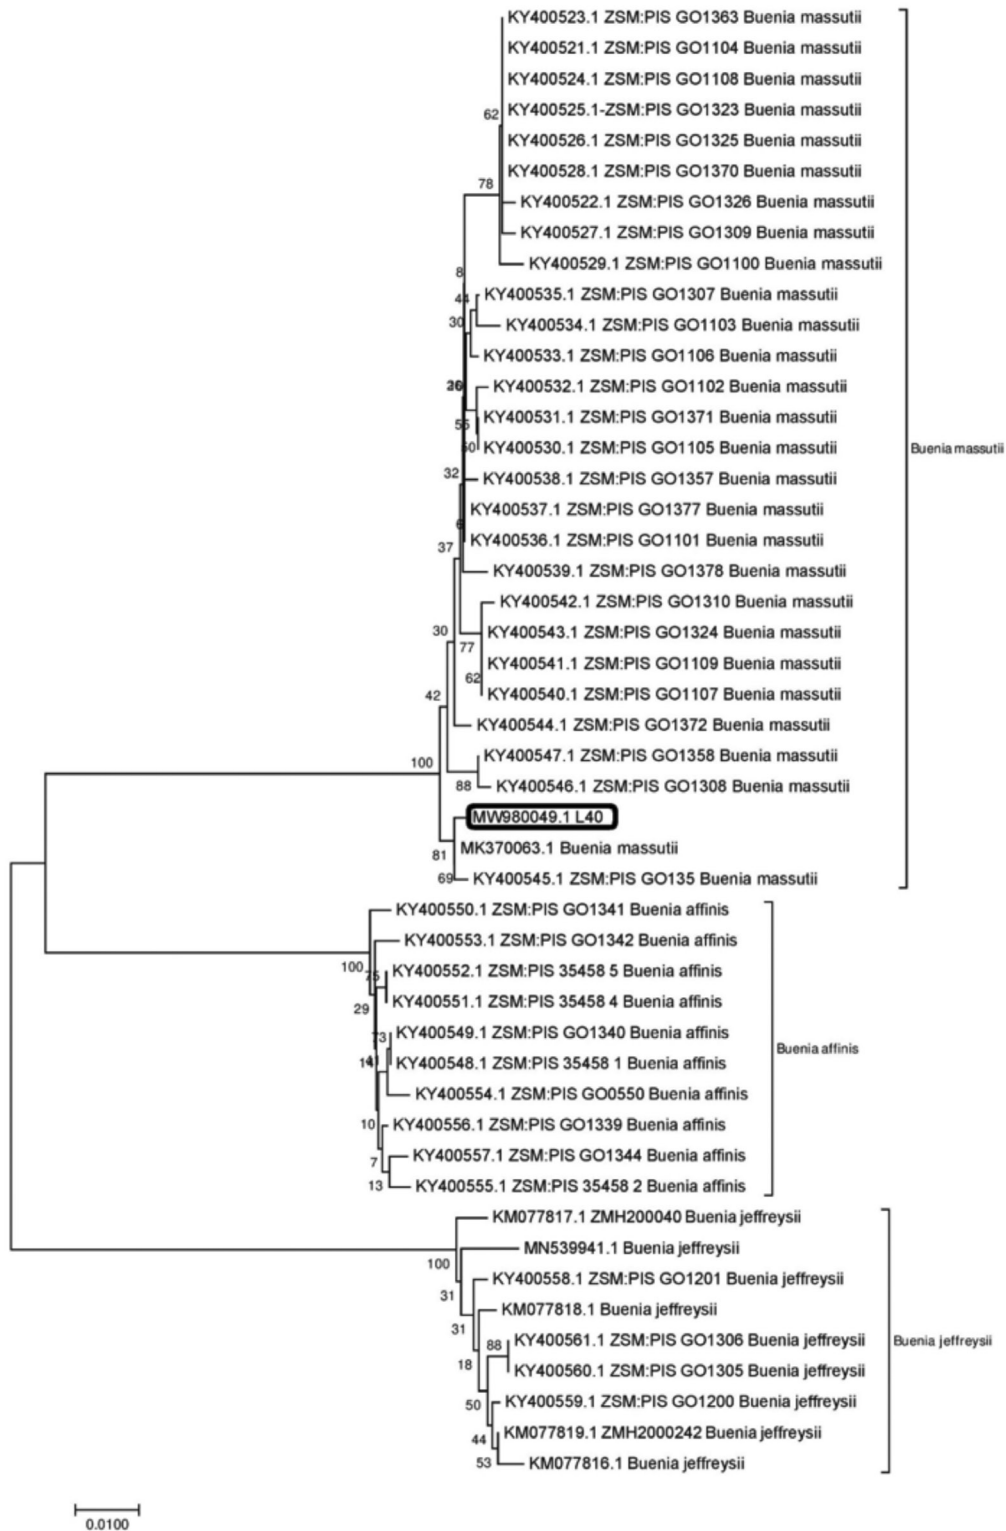 KY400523.1 ZSM:PIS GO1363 Buenia massutii
KY400521.1 ZSM:PIS GO1104 Buenia massutii
KY400524.1 ZSM:PIS GO1108 Buenia massutii
KY400525.1-ZSM:PIS GO1323 Buenia massutii
62
KY400526.1 ZSM:PIS GO1325 Buenia massutii
KY400528.1 ZSM:PIS GO1370 Buenia massutii
78
KY400522.1 ZSM:PIS GO1326 Buenia massutii
KY400527.1 ZSM:PIS GO1309 Buenia massutii
KY400529.1 ZSM:PIS GO1100 Buenia massutii
8
KY400535.1 ZSM:PIS GO1307 Buenia massutii
44
30
KY400534.1 ZSM:PIS GO1103 Buenia massutii
KY400533.1 ZSM:PIS GO1106 Buenia massutii
KY400532.1 ZSM:PIS GO1102 Buenia massutii
55
KY400531.1 ZSM:PIS GO1371 Buenia massutii
60
KY400530.1 ZSM:PIS GO1105 Buenia massutii
Buenia massutii
32
KY400538.1 ZSM:PIS GO1357 Buenia massutii
KY400537.1 ZSM:PIS GO1377 Buenia massutii
6
KY400536.1 ZSM:PIS GO1101 Buenia massutii
37
KY400539.1 ZSM:PIS GO1378 Buenia massutii
KY400542.1 ZSM:PIS GO1310 Buenia massutii
30
KY400543.1 ZSM:PIS GO1324 Buenia massutii
77
KY400541.1 ZSM:PIS GO1109 Buenia massutii
62
KY400540.1 ZSM:PIS GO1107 Buenia massutii
42
KY400544.1 ZSM:PIS GO1372 Buenia massutii
KY400547.1 ZSM:PIS GO1358 Buenia massutii
100
88
KY400546.1 ZSM:PIS GO1308 Buenia massutii
MW980049.1 L40
81
MK370063.1 Buenia massutii
69
KY400545.1 ZSM:PIS GO135 Buenia massutii
KY400550.1 ZSM:PIS GO1341 Buenia affinis
KY400553.1 ZSM:PIS GO1342 Buenia affinis
100
75
KY400552.1 ZSM:PIS 35458 5 Buenia affinis
KY400551.1 ZSM:PIS 35458 4 Buenia affinis
29
73
KY400549.1 ZSM:PIS GO1340 Buenia affinis
Buenia affinis
KY400548.1 ZSM:PIS 35458 1 Buenia affinis
KY400554.1 ZSM:PIS GO0550 Buenia affinis
10
KY400556.1 ZSM:PIS GO1339 Buenia affinis
7
KY400557.1 ZSM:PIS GO1344 Buenia affinis
13
KY400555.1 ZSM:PIS 35458 2 Buenia affinis
KM077817.1 ZMH200040 Buenia jeffreysii
MN539941.1 Buenia jeffreysii
100
KY400558.1 ZSM:PIS GO1201 Buenia jeffreysii
31
KM077818.1 Buenia jeffreysii
31
88
KY400561.1 ZSM:PIS GO1306 Buenia jeffreysii
Buenia jeffreysii
18
KY400560.1 ZSM:PIS GO1305 Buenia jeffreysii
50
KY400559.1 ZSM:PIS GO1200 Buenia jeffreysii
44
KM077819.1 ZMH2000242 Buenia jeffreysii
53
KM077816.1 Buenia jeffreysii
0.0100